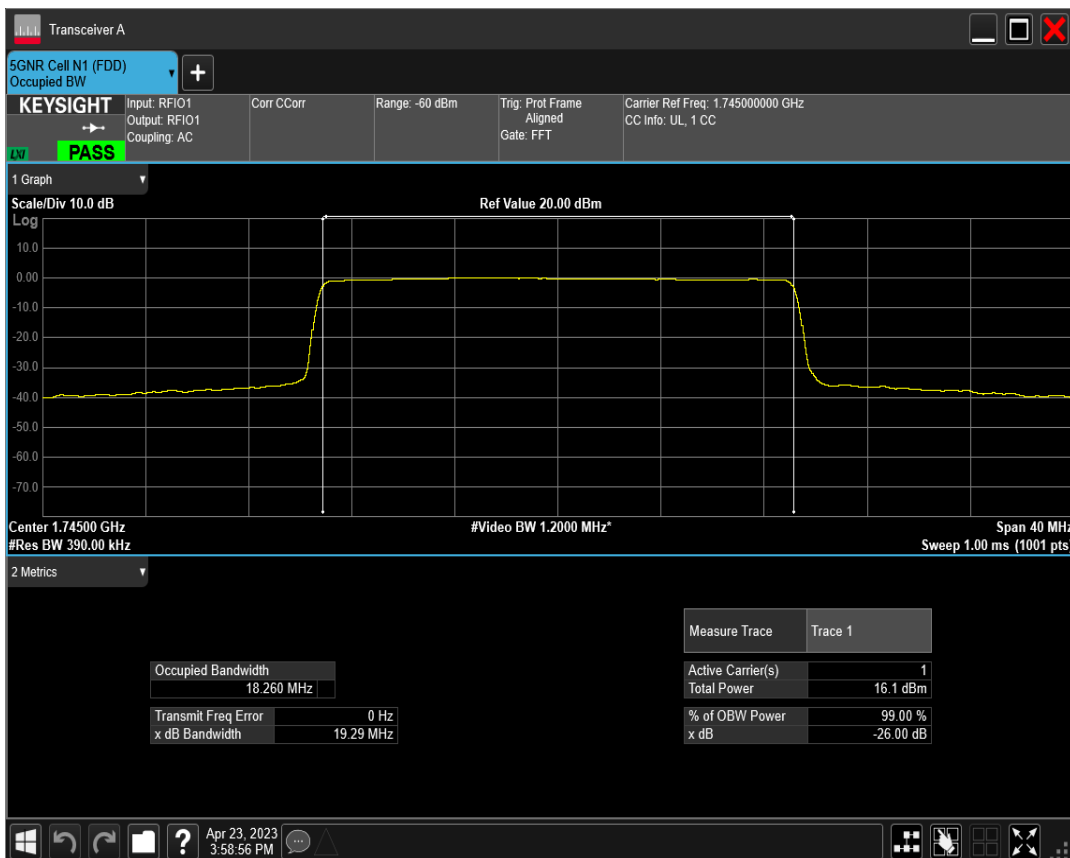 Transceiver A
5GNR Cell N1 (FDD)
Occupied BW
KEYSIGHT
LXI
PASS
Input: RFIO1
Output: RFIO1
Coupling: AC
Corr CCorr
Range: -60 dBm
Trig: Prot Frame
Aligned
Gate: FFT
Carrier Ref Freq: 1.745000000 GHz
CC Info: UL, 1 CC
1 Graph
Scale/Div 10.0 dB
Ref Value 20.00 dBm
Log
10.0
0.00
-10.0
-20.0
-30.0
-40.0
-50.0
-60.0
-70.0
Center 1.74500 GHz
#Video BW 1.2000 MHz*
Span 40 MHz
#Res BW 390.00 kHz
Sweep 1.00 ms (1001 pts)
2 Metrics
Measure Trace Trace 1
Occupied Bandwidth
18.260 MHz
Active Carrier(s) 1
Total Power 16.1 dBm
Transmit Freq Error 0 Hz
x dB Bandwidth 19.29 MHz
% of OBW Power 99.00 %
x dB -26.00 dB
Apr 23, 2023
3:58:56 PM